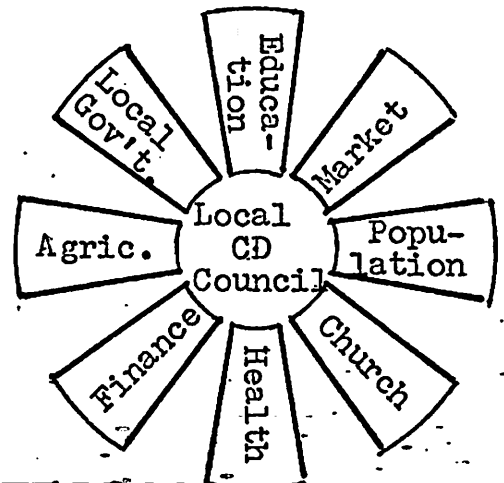 Educa-
tion
Market
Popu-
lation
Church
Health
Finance
Agric.
Local
Gov't.
Local
CD
Council